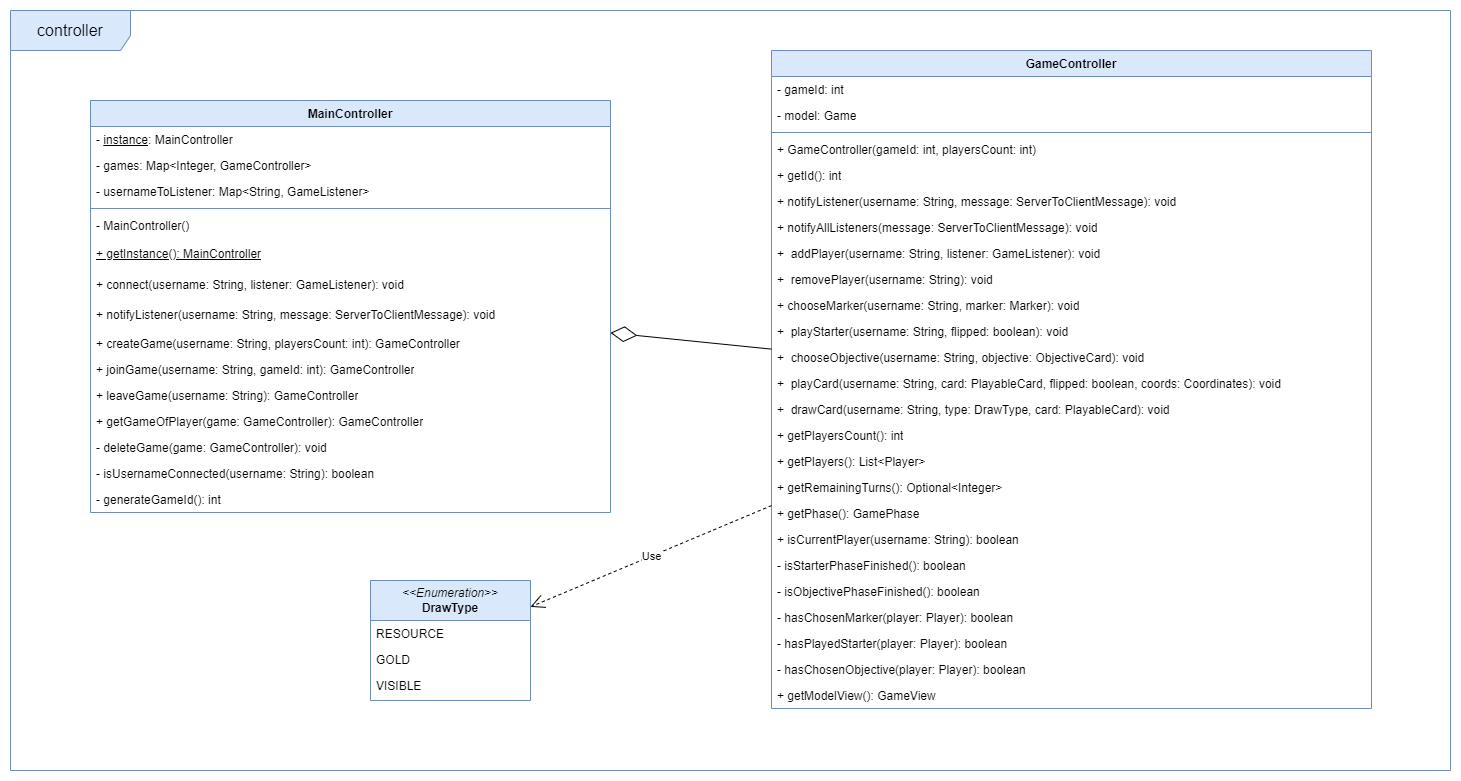 controller
MainController
- instance: MainController
- games: Map<Integer, GameController>
- usernameToListener: Map<String, GameListener>
- MainController()
+ getInstance(): MainController
+ connect(username: String, listener: GameListener): void
+ notifyListener(username: String, message: ServerToClientMessage): void
+ createGame(username: String, playersCount: int): GameController
+ joinGame(username: String, gameId: int): GameController
+ leaveGame(username: String): GameController
+ getGameOfPlayer(game: GameController): GameController
- deleteGame(game: GameController): void
- isUsernameConnected(username: String): boolean
- generateGameId(): int
GameController
- gameId: int
- model: Game
+ GameController(gameId: int, playersCount: int)
+ getId(): int
+ notifyListener(username: String, message: ServerToClientMessage): void
+ notifyAllListeners(message: ServerToClientMessage): void
+ addPlayer(username: String, listener: GameListener): void
+ removePlayer(username: String): void
+ chooseMarker(username: String, marker: Marker): void
+ playStarter(username: String, flipped: boolean): void
+ chooseObjective(username: String, objective: ObjectiveCard): void
+ playCard(username: String, card: PlayableCard, flipped: boolean, coords: Coordinates): void
+ drawCard(username: String, type: DrawType, card: PlayableCard): void
+ getPlayersCount(): int
+ getPlayers(): List<Player>
+ getRemainingTurns(): Optional<Integer>
+ getPhase(): GamePhase
+ isCurrentPlayer(username: String): boolean
- isStarterPhaseFinished(): boolean
- isObjectivePhaseFinished(): boolean
- hasChosenMarker(player: Player): boolean
- hasPlayedStarter(player: Player): boolean
- hasChosenObjective(player: Player): boolean
+ getModelView(): GameView
Use
<<Enumeration>>
DrawType
RESOURCE
GOLD
VISIBLE